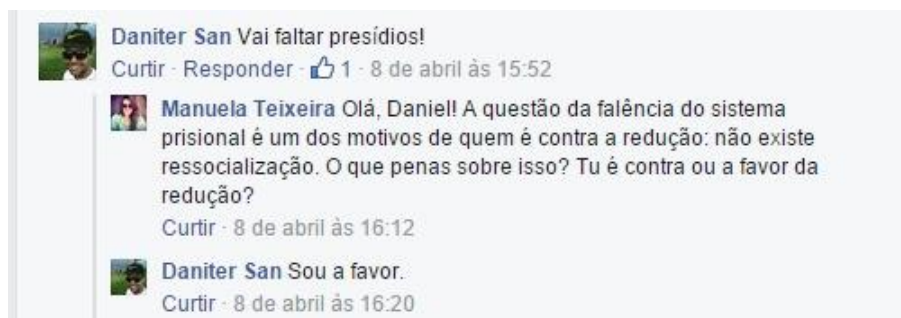 Daniter San Vai faltar presídios!
Curtir · Responder · 1 · 8 de abril às 15:52
Manuela Teixeira Olá, Daniel! A questão da falência do sistema
prisional é um dos motivos de quem é contra a redução: não existe
ressocialização. O que penas sobre isso? Tu é contra ou a favor da
redução?
Curtir · 8 de abril às 16:12
Daniter San Sou a favor.
Curtir · 8 de abril às 16:20